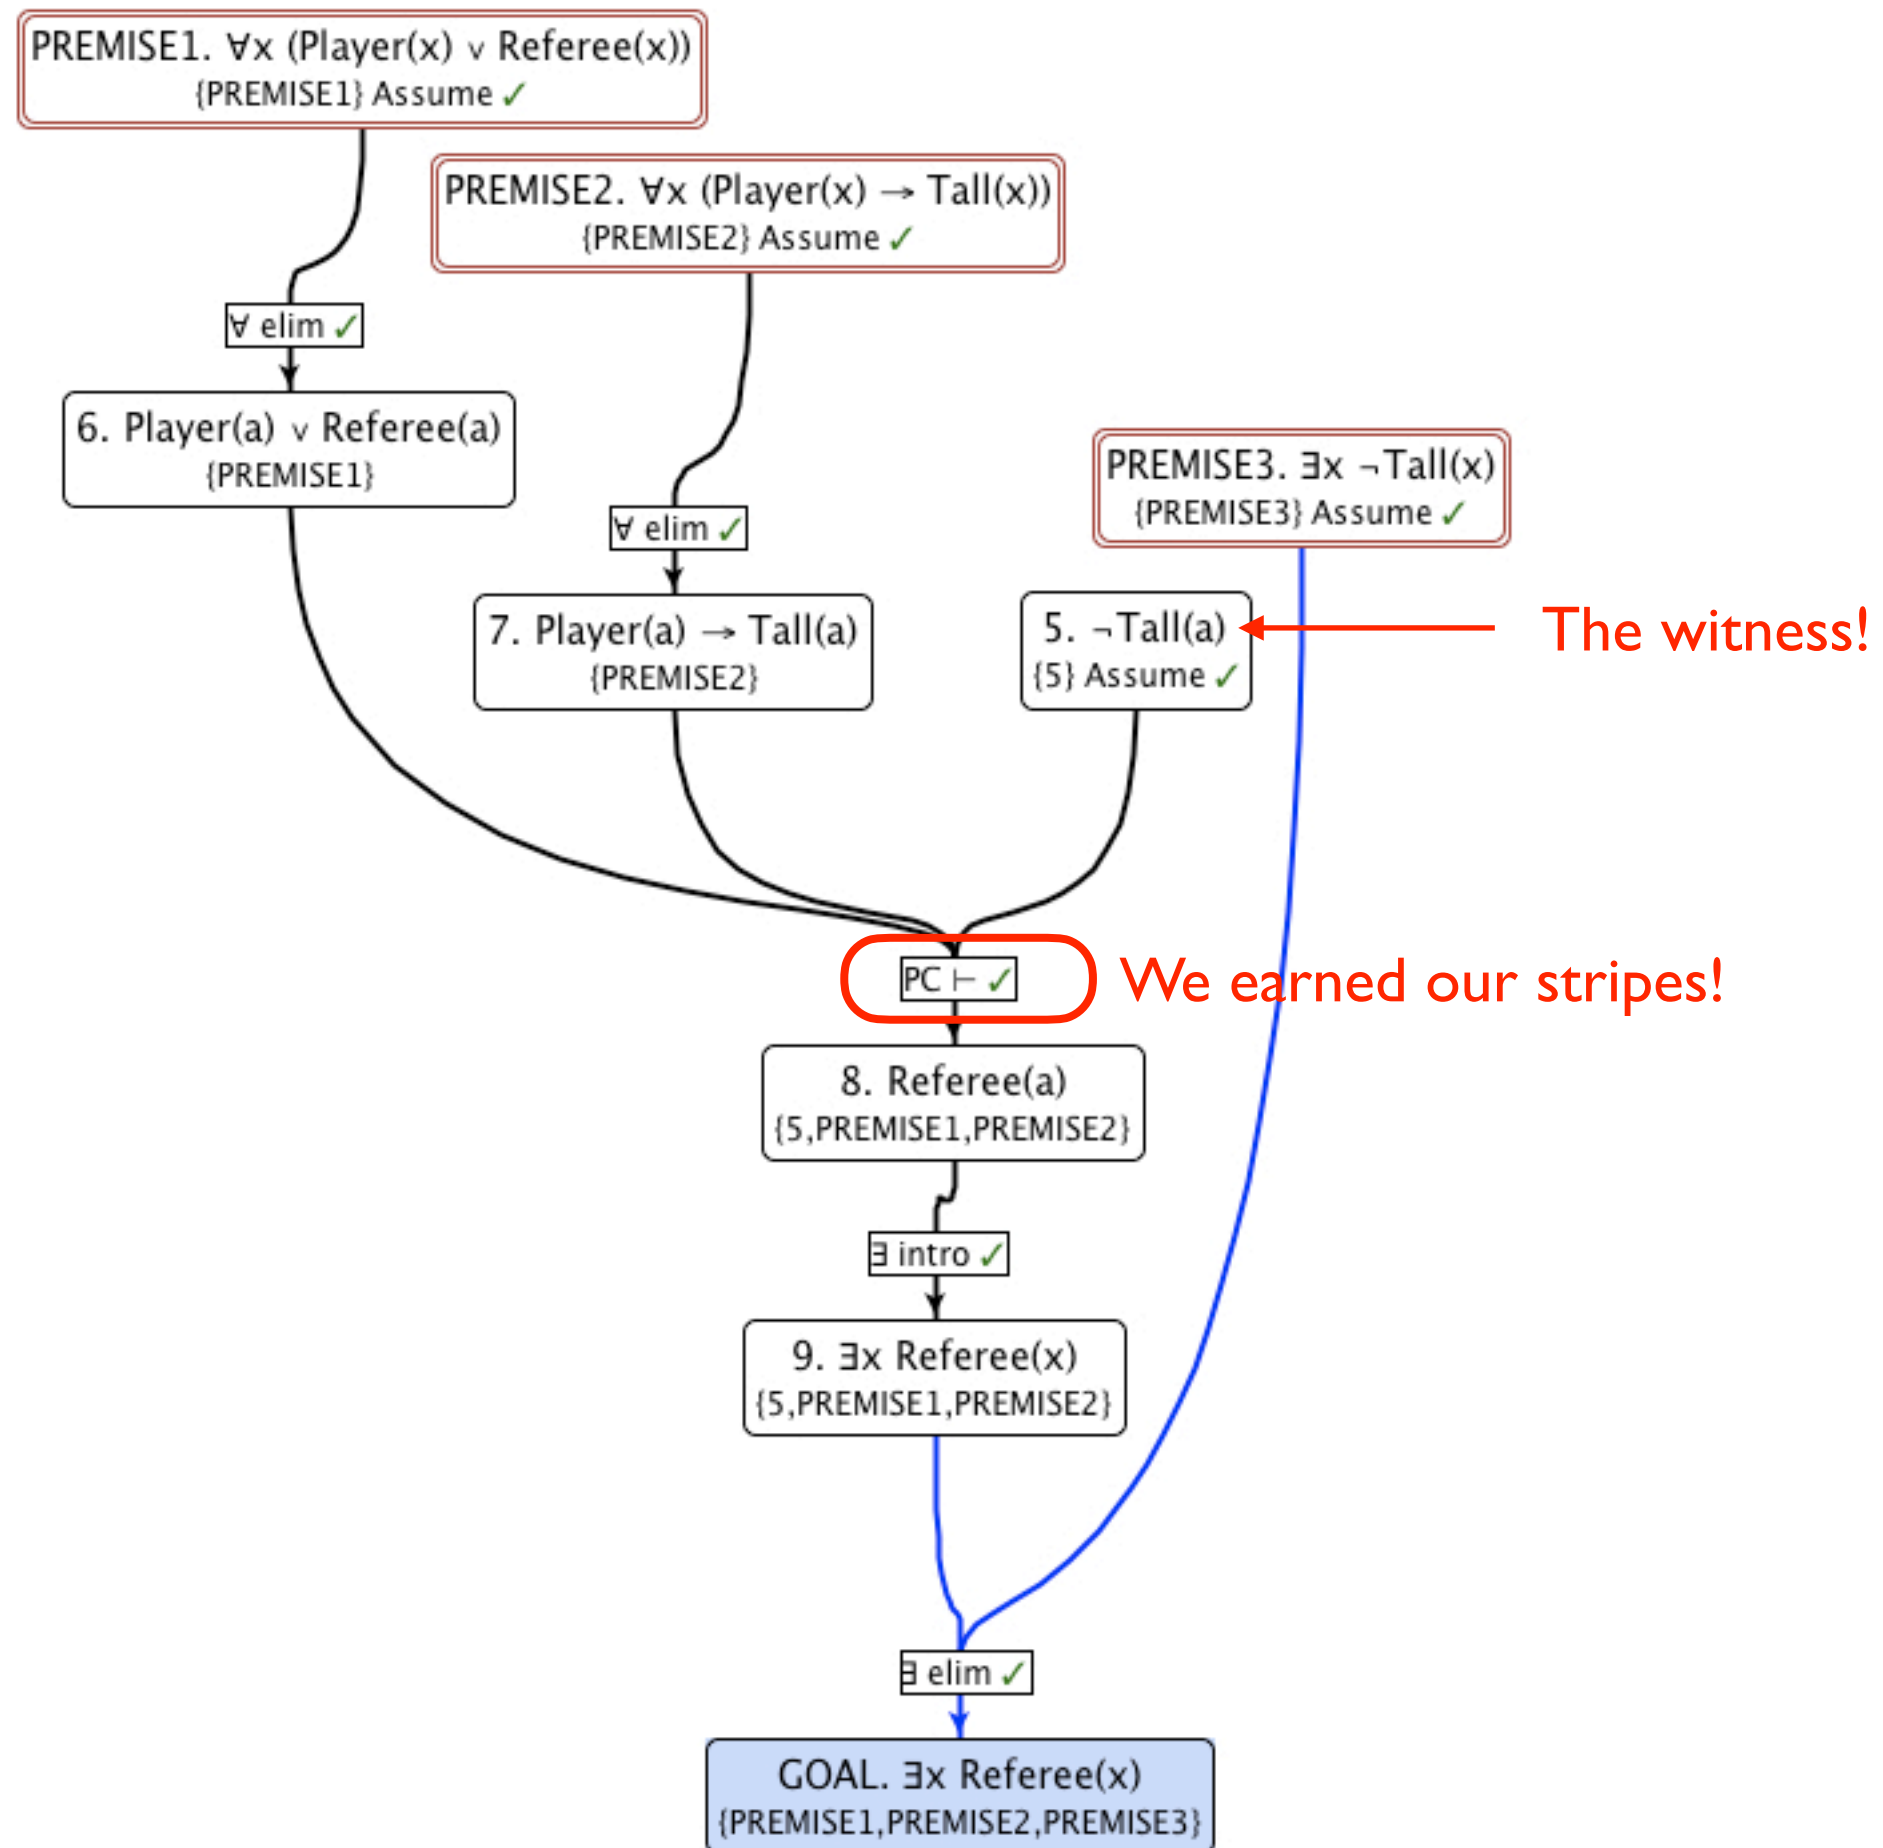 PREMISE1. ∀x (Player(x) ∨ Referee(x))
{PREMISE1} Assume ✓
PREMISE2. ∀x (Player(x) → Tall(x))
{PREMISE2} Assume ✓
∀ elim ✓
6. Player(a) ∨ Referee(a)
{PREMISE1}
PREMISE3. ∃x ¬Tall(x)
{PREMISE3} Assume ✓
∀ elim ✓
7. Player(a) → Tall(a)
{PREMISE2}
5. ¬Tall(a)
{5} Assume ✓
The witness!
PC ⊢ ✓
We earned our stripes!
8. Referee(a)
{5,PREMISE1,PREMISE2}
∃ intro ✓
9. ∃x Referee(x)
{5,PREMISE1,PREMISE2}
∃ elim ✓
GOAL. ∃x Referee(x)
{PREMISE1,PREMISE2,PREMISE3}